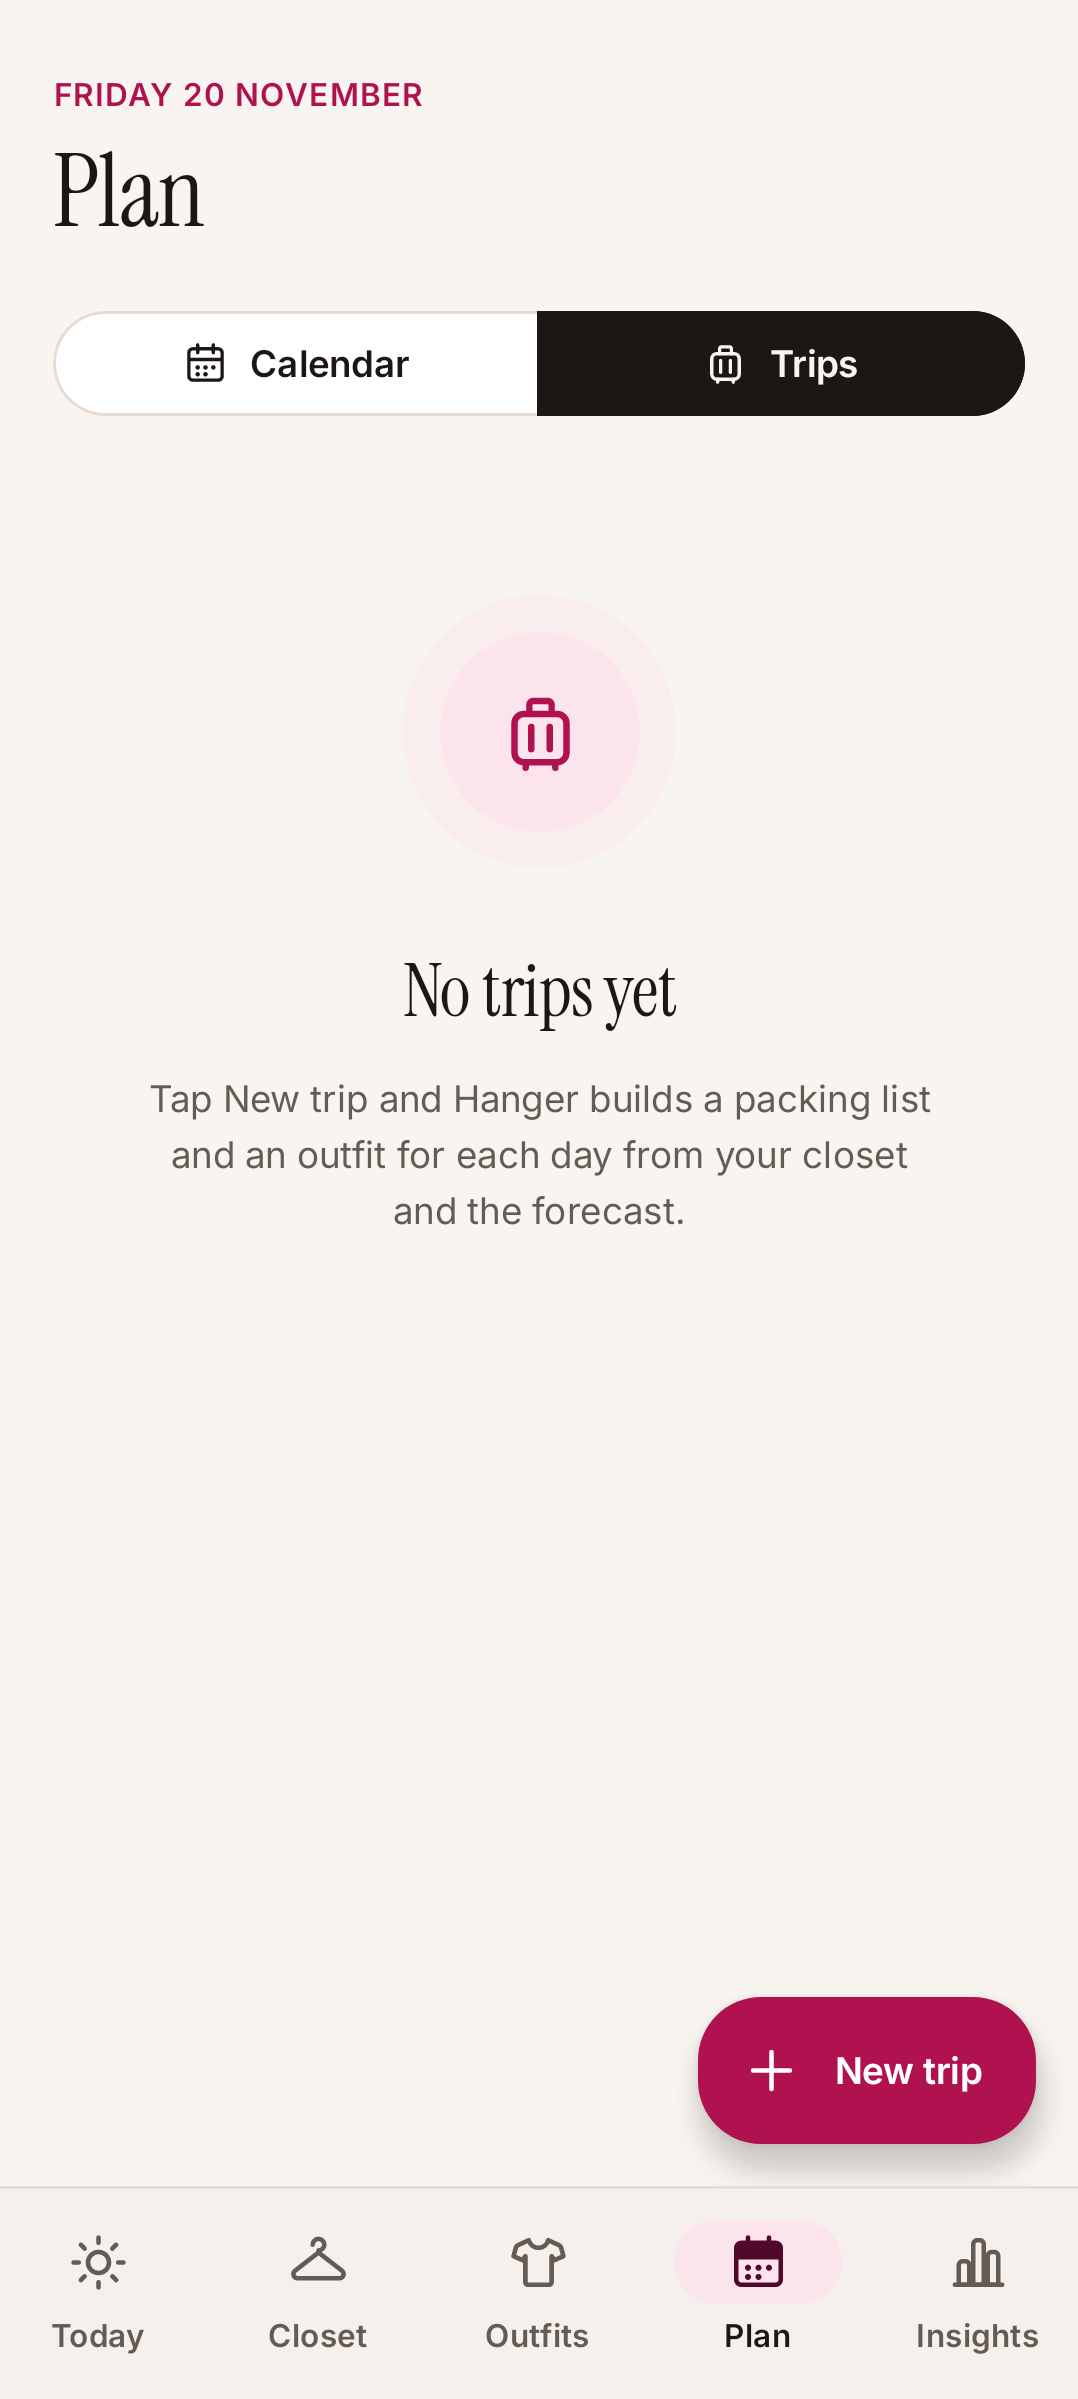 FRIDAY 20 NOVEMBER
Plan
Calendar
Trips
No trips yet
Tap New trip and Hanger builds a packing list
and an outfit for each day from your closet
and the forecast.
New trip
Today
Closet
Outfits
Plan
Insights